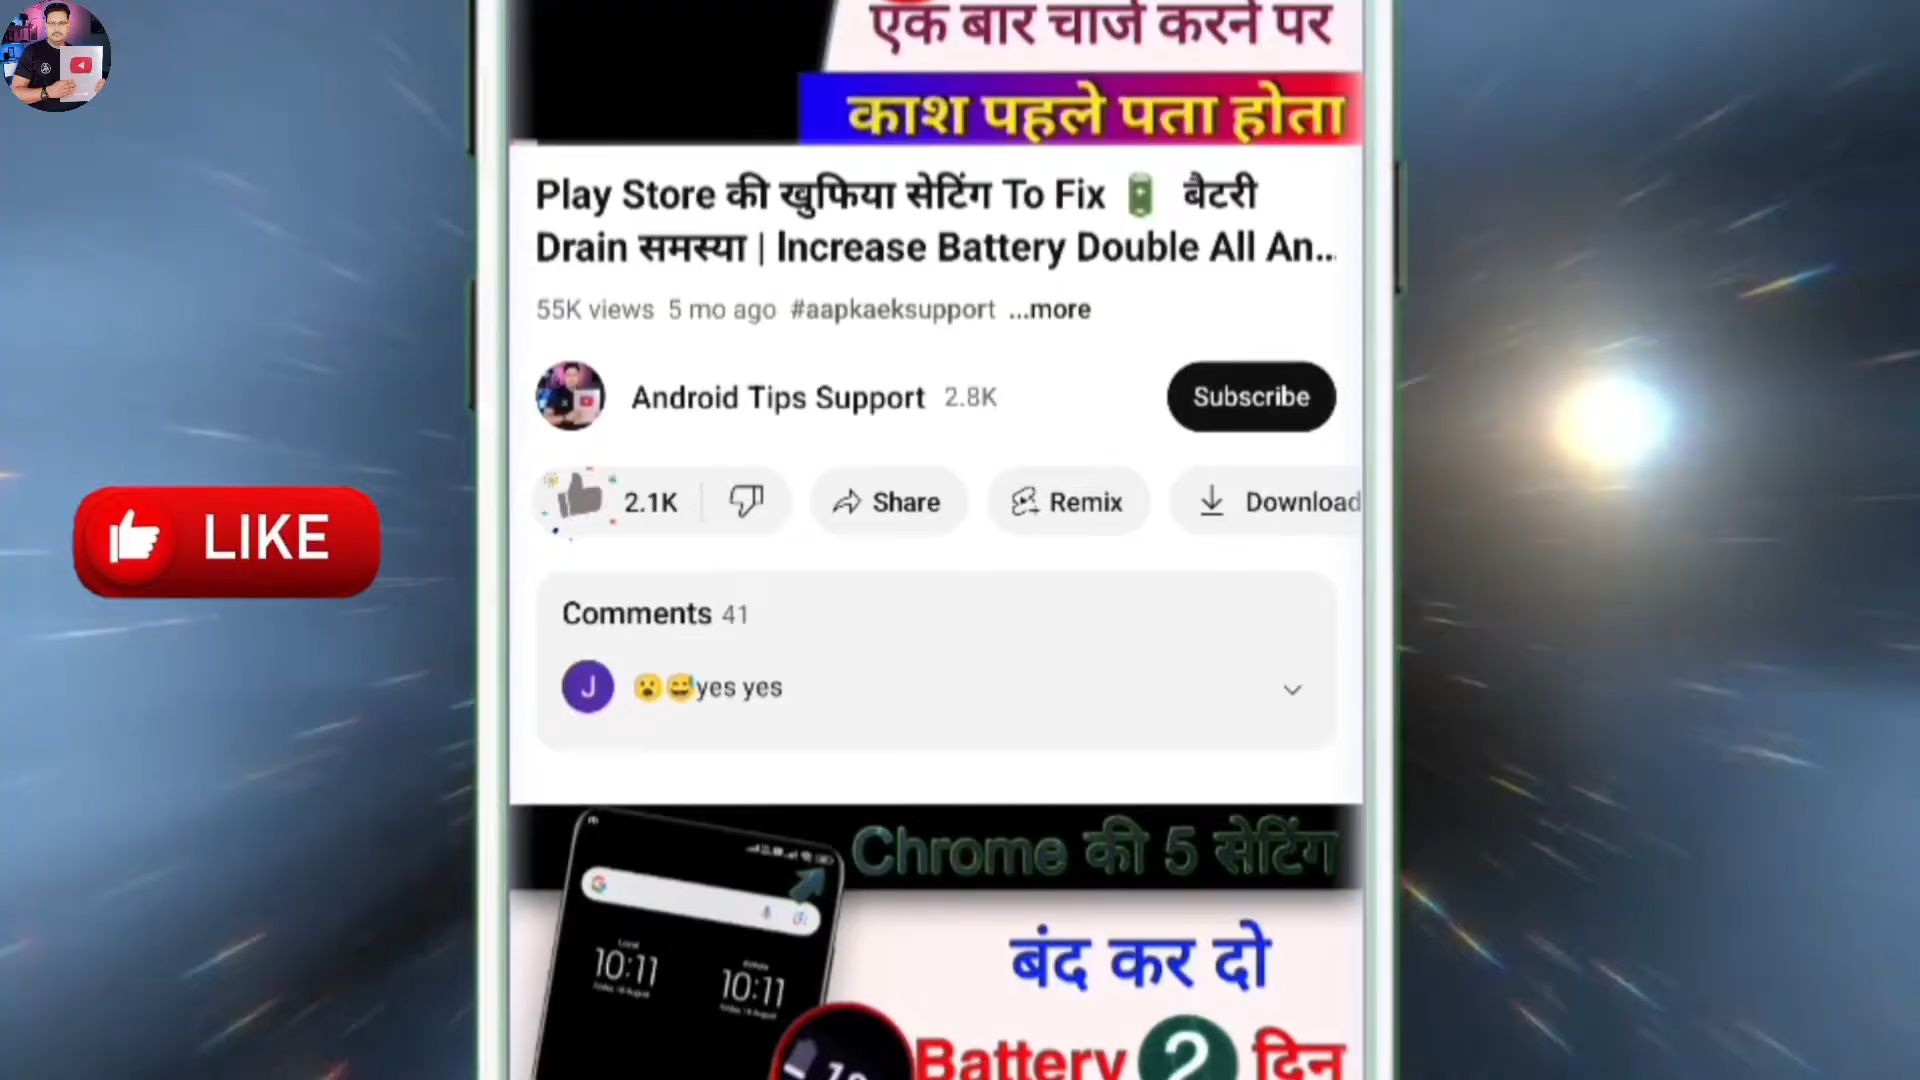 एक बार चार्ज करने पर
काश पहले पता होता
Play Store की खुफिया सेटिंग To Fix 🔋 बैटरी
Drain समस्या | Increase Battery Double All An...
55K views 5 mo ago #aapkaeksupport ...more
Android Tips Support 2.8K
Subscribe
2.1K
Share
Remix
Download
LIKE
Comments 41
J
😮😅yes yes
Chrome की 5 सेटिंग
बंद कर दो
10:11
10:11
Battery 2 दिन